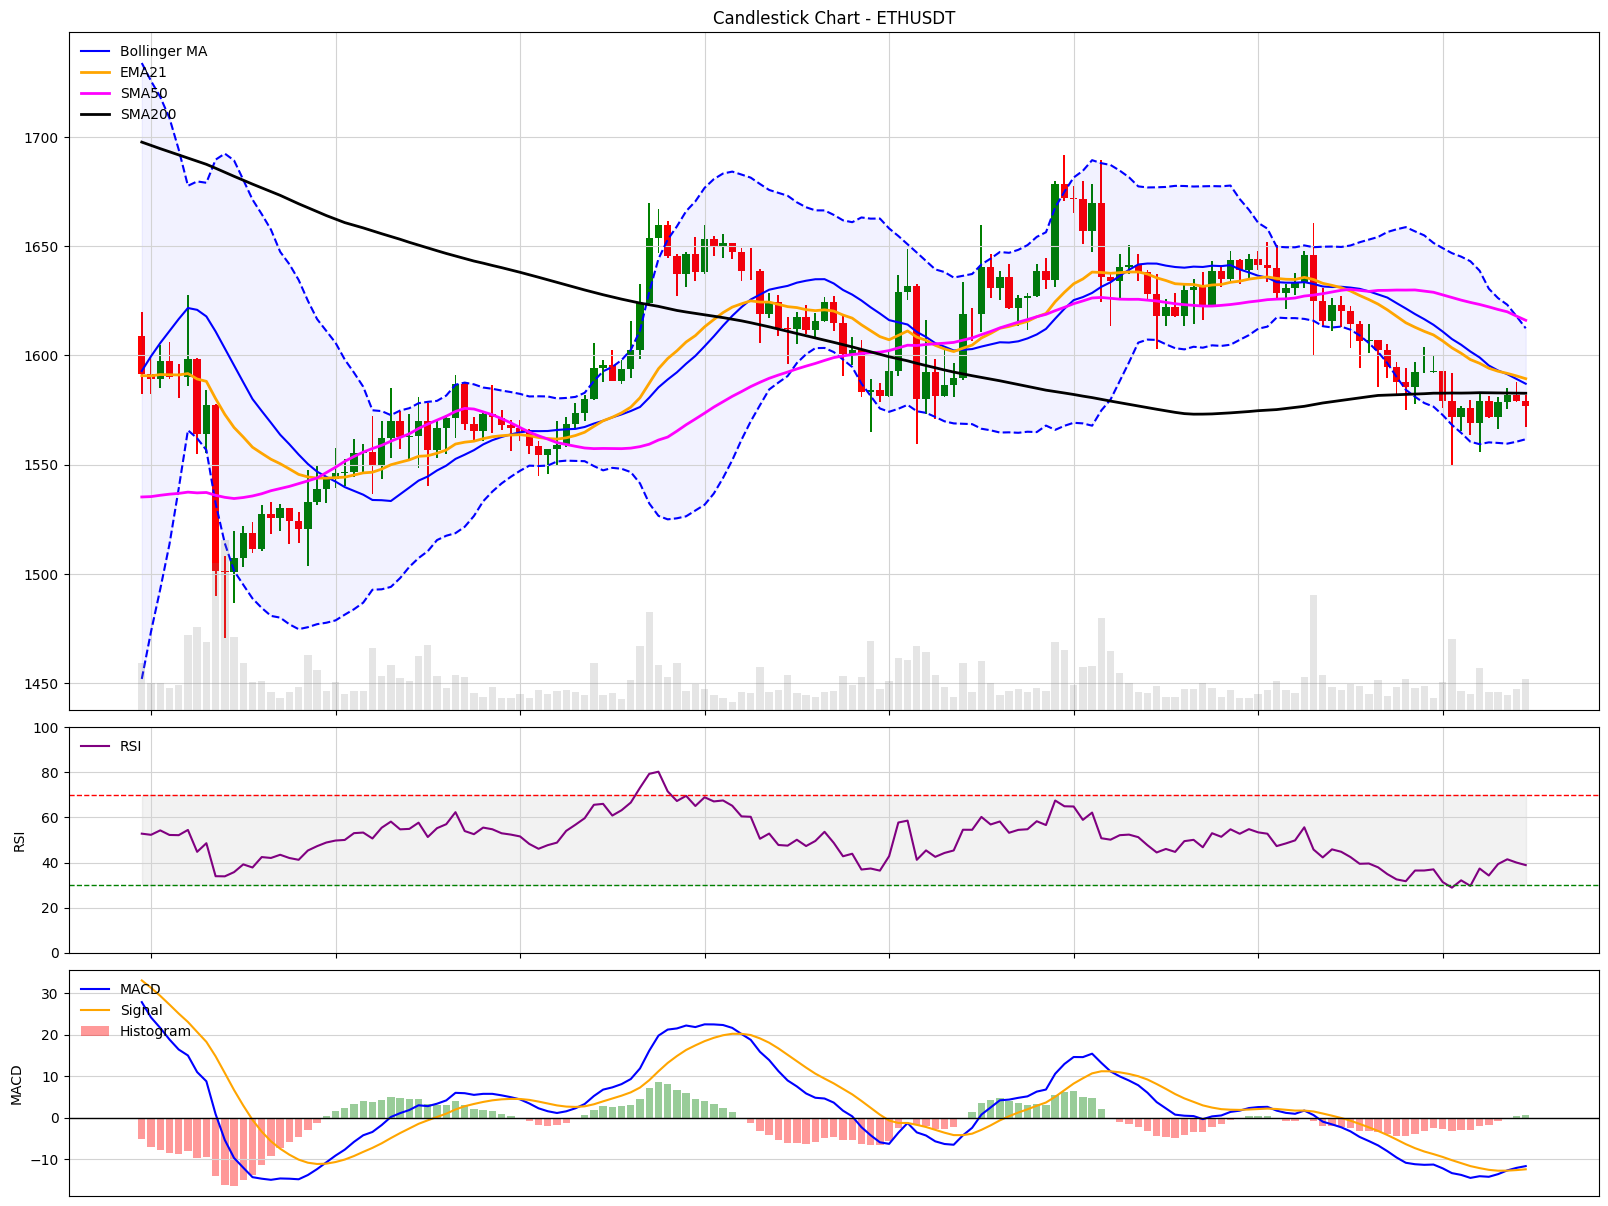 Candlestick Chart - ETHUSDT
Bollinger MA
EMA21
SMA50
SMA200
1700
1650
1600
1550
1500
1450
100
80
60
40
20
0
RSI
RSI
30
20
10
0
−10
MACD
MACD
Signal
Histogram